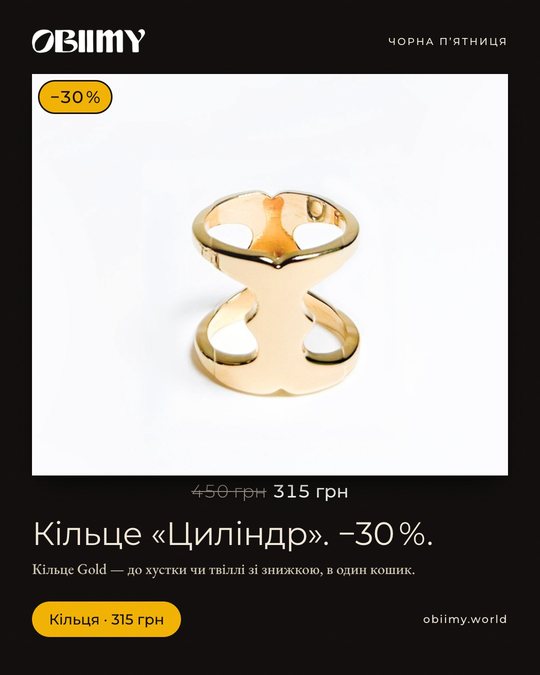 OBIIMY
ЧОРНА П'ЯТНИЦЯ
−30 %
450 грн 315 грн
Кільце «Циліндр». −30 %.
Кільце Gold — до хустки чи твіллі зі знижкою, в один кошик.
Кільця · 315 грн
obiimy.world